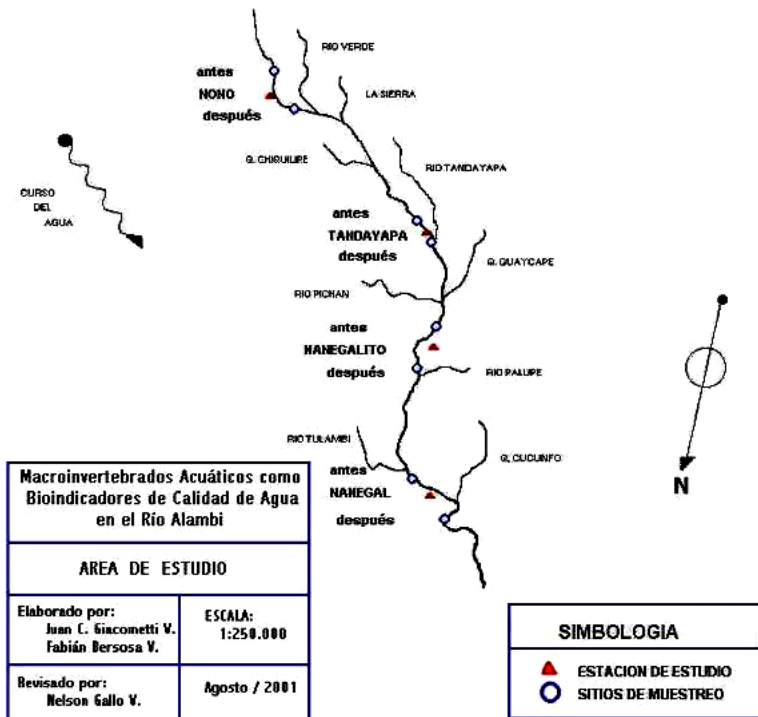 RIO VERDE
antes
NONO
LA SIERRA
después
Q. CHIQUILIPE
RIO TANDAYAPA
CURSO
DEL
AGUA
antes
TANDAYAPA
después
Q. GUAYCAPE
RIO PICHAN
antes
NANEGALITO
después
RIO PALUPE
RIO TULAMBI
antes
NANEGAL
después
Q. CUCUNFO
N
Macroinvertebrados Acuáticos como
Bioindicadores de Calidad de Agua
en el Río Alambi
AREA DE ESTUDIO
Elaborado por:
Juan C. Giacometti V.
Fabián Bersosa V.
ESCALA:
1:250.000
Revisado por:
Nelson Gallo V.
Agosto / 2001
SIMBOLOGIA
ESTACION DE ESTUDIO
SITIOS DE MUESTREO